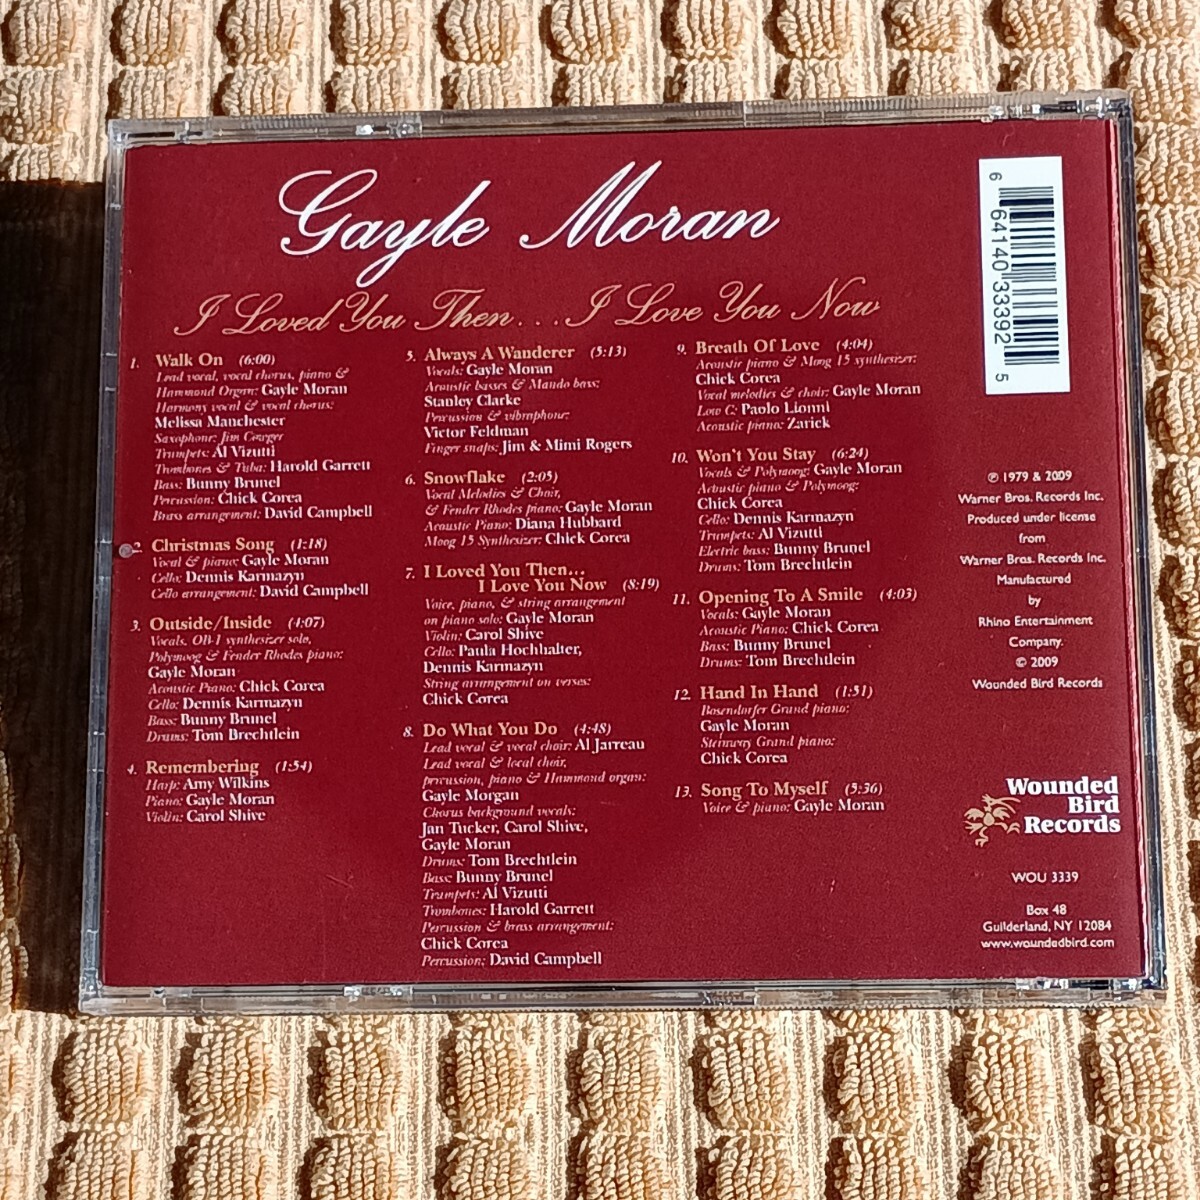 Gayle Moran
I Loved You Then... I Love You Now
1. Walk On (6:00)
Lead vocal, vocal chorus, piano &
Hammond Organ: Gayle Moran
Harmony vocal & vocal chorus:
Melissa Manchester
Saxophone: Jim Cowger
Trumpets: Al Vizutti
Trombones & Tuba: Harold Garrett
Bass: Bunny Brunel
Percussion: Chick Corea
Brass arrangement: David Campbell
2. Christmas Song (1:18)
Vocal & piano: Gayle Moran
Cello: Dennis Karmazyn
Cello arrangement: David Campbell
3. Outside/Inside (4:07)
Vocals, OB-1 synthesizer solo,
Polymoog & Fender Rhodes piano:
Gayle Moran
Acoustic Piano: Chick Corea
Cello: Dennis Karmazyn
Bass: Bunny Brunel
Drums: Tom Brechtlein
4. Remembering (1:54)
Harp: Amy Wilkins
Piano: Gayle Moran
Violin: Carol Shive
5. Always A Wanderer (5:13)
Vocals: Gayle Moran
Acoustic basses & Mando bass:
Stanley Clarke
Percussion & vibraphone:
Victor Feldman
Finger snaps: Jim & Mimi Rogers
6. Snowflake (2:05)
Vocal Melodies & Choir,
& Fender Rhodes piano: Gayle Moran
Acoustic Piano: Diana Hubbard
Moog 15 Synthesizer: Chick Corea
7. I Loved You Then...
I Love You Now (8:19)
Voice, piano, & string arrangement
on piano solo: Gayle Moran
Violin: Carol Shive
Cello: Paula Hochhalter,
Dennis Karmazyn
String arrangement on verses:
Chick Corea
8. Do What You Do (4:48)
Lead vocal & vocal choir: Al Jarreau
Lead vocal & local choir,
percussion, piano & Hammond organ:
Gayle Morgan
Chorus background vocals:
Jan Tucker, Carol Shive,
Gayle Moran
Drums: Tom Brechtlein
Bass: Bunny Brunel
Trumpets: Al Vizutti
Trombones: Harold Garrett
Percussion & brass arrangement:
Chick Corea
Percussion: David Campbell
9. Breath Of Love (4:04)
Acoustic piano & Moog 15 synthesizer:
Chick Corea
Vocal melodies & choir: Gayle Moran
Low C: Paolo Lionni
Acoustic piano: Zarick
10. Won't You Stay (6:24)
Vocals & Polymoog: Gayle Moran
Acoustic piano & Polymoog:
Chick Corea
Cello: Dennis Karmazyn
Trumpets: Al Vizutti
Electric bass: Bunny Brunel
Drums: Tom Brechtlein
11. Opening To A Smile (4:03)
Vocals: Gayle Moran
Acoustic Piano: Chick Corea
Bass: Bunny Brunel
Drums: Tom Brechtlein
12. Hand In Hand (1:51)
Bosendorfer Grand piano:
Gayle Moran
Steinway Grand piano:
Chick Corea
13. Song To Myself (5:36)
Voice & piano: Gayle Moran
6 64140 33392 5
℗ 1979 & 2009
Warner Bros. Records Inc.
Produced under license
from
Warner Bros. Records Inc.
Manufactured
by
Rhino Entertainment
Company.
© 2009
Wounded Bird Records
Wounded
Bird
Records
WOU 3339
Box 48
Guilderland, NY 12084
www.woundedbird.com